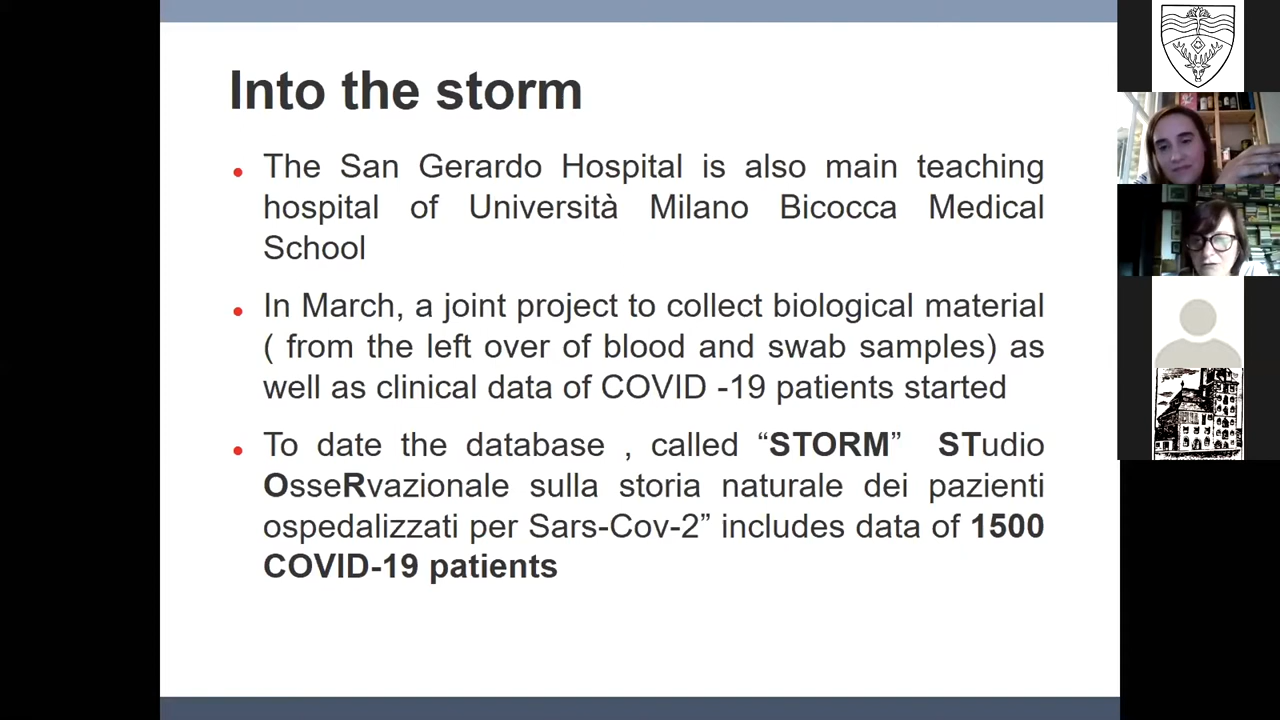 Into the storm
The San Gerardo Hospital is also main teaching
hospital of Università Milano Bicocca Medical
School
In March, a joint project to collect biological material
( from the left over of blood and swab samples) as
well as clinical data of COVID -19 patients started
To date the database , called “STORM” STudio
OsseRvazionale sulla storia naturale dei pazienti
ospedalizzati per Sars-Cov-2” includes data of 1500
COVID-19 patients